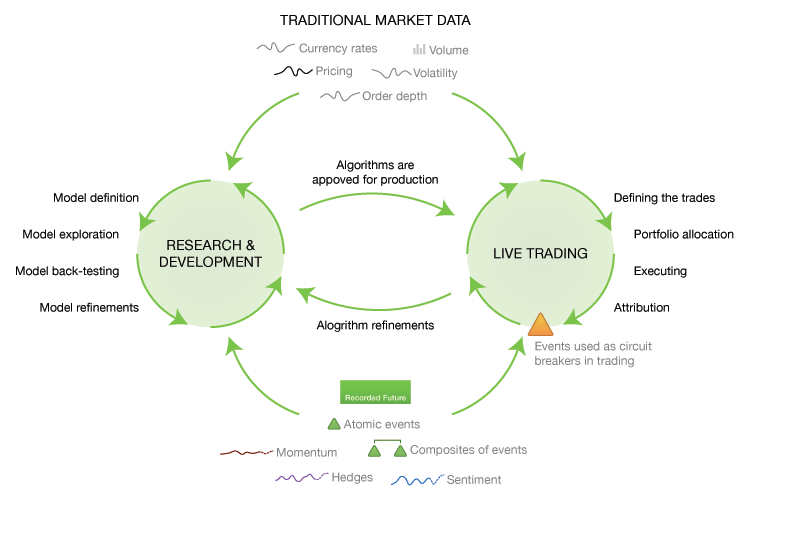 TRADITIONAL MARKET DATA
Currency rates
Volume
Pricing
Volatility
Order depth
Algorithms are
appoved for production
Model definition
Model exploration
Model back-testing
Model refinements
RESEARCH &
DEVELOPMENT
LIVE TRADING
Defining the trades
Portfolio allocation
Executing
Attribution
Alogrithm refinements
Events used as circuit
breakers in trading
Recorded Future
Atomic events
Momentum
Composites of events
Hedges
Sentiment